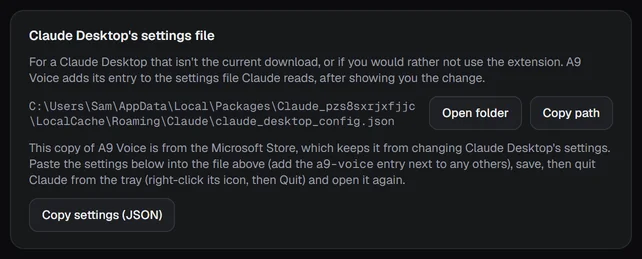 Claude Desktop's settings file
For a Claude Desktop that isn't the current download, or if you would rather not use the extension. A9
Voice adds its entry to the settings file Claude reads, after showing you the change.
C:\Users\Sam\AppData\Local\Packages\Claude_pzs8sxrjxfjjc
\LocalCache\Roaming\Claude\claude_desktop_config.json
Open folder
Copy path
This copy of A9 Voice is from the Microsoft Store, which keeps it from changing Claude Desktop's settings.
Paste the settings below into the file above (add the a9-voice entry next to any others), save, then quit
Claude from the tray (right-click its icon, then Quit) and open it again.
Copy settings (JSON)